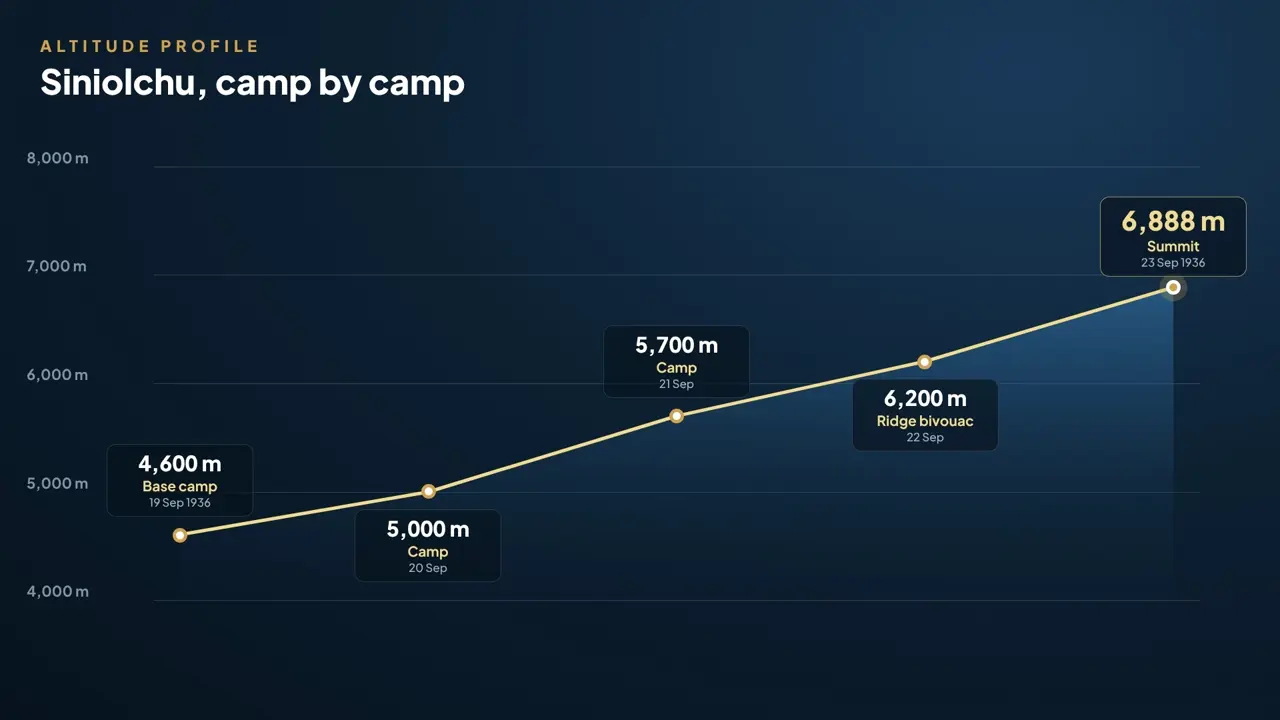 ALTITUDE PROFILE
Siniolchu, camp by camp
8,000 m
7,000 m
6,000 m
5,000 m
4,000 m
4,600 m
Base camp
19 Sep 1936
5,000 m
Camp
20 Sep
5,700 m
Camp
21 Sep
6,200 m
Ridge bivouac
22 Sep
6,888 m
Summit
23 Sep 1936